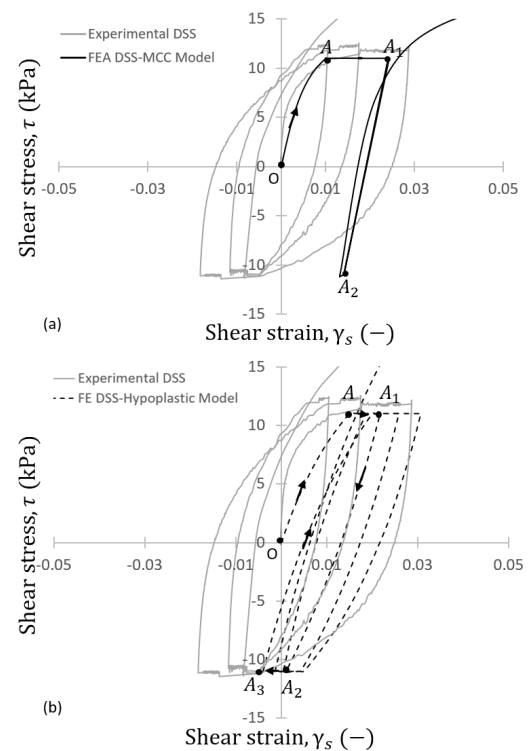 15
Experimental DSS
FEA DSS-MCC Model
A
A₁
10
5
O
0
-0.05
-0.03
-0.01
0.01
0.03
0.05
-5
-10
A₂
-15
Shear stress, τ (kPa)
(a)
Shear strain, γₛ (−)
15
Experimental DSS
FE DSS-Hypoplastic Model
A
A₁
10
5
O
0
-0.05
-0.03
-0.01
0.01
0.03
0.05
-5
-10
A₃
A₂
-15
Shear stress, τ (kPa)
(b)
Shear strain, γₛ (−)